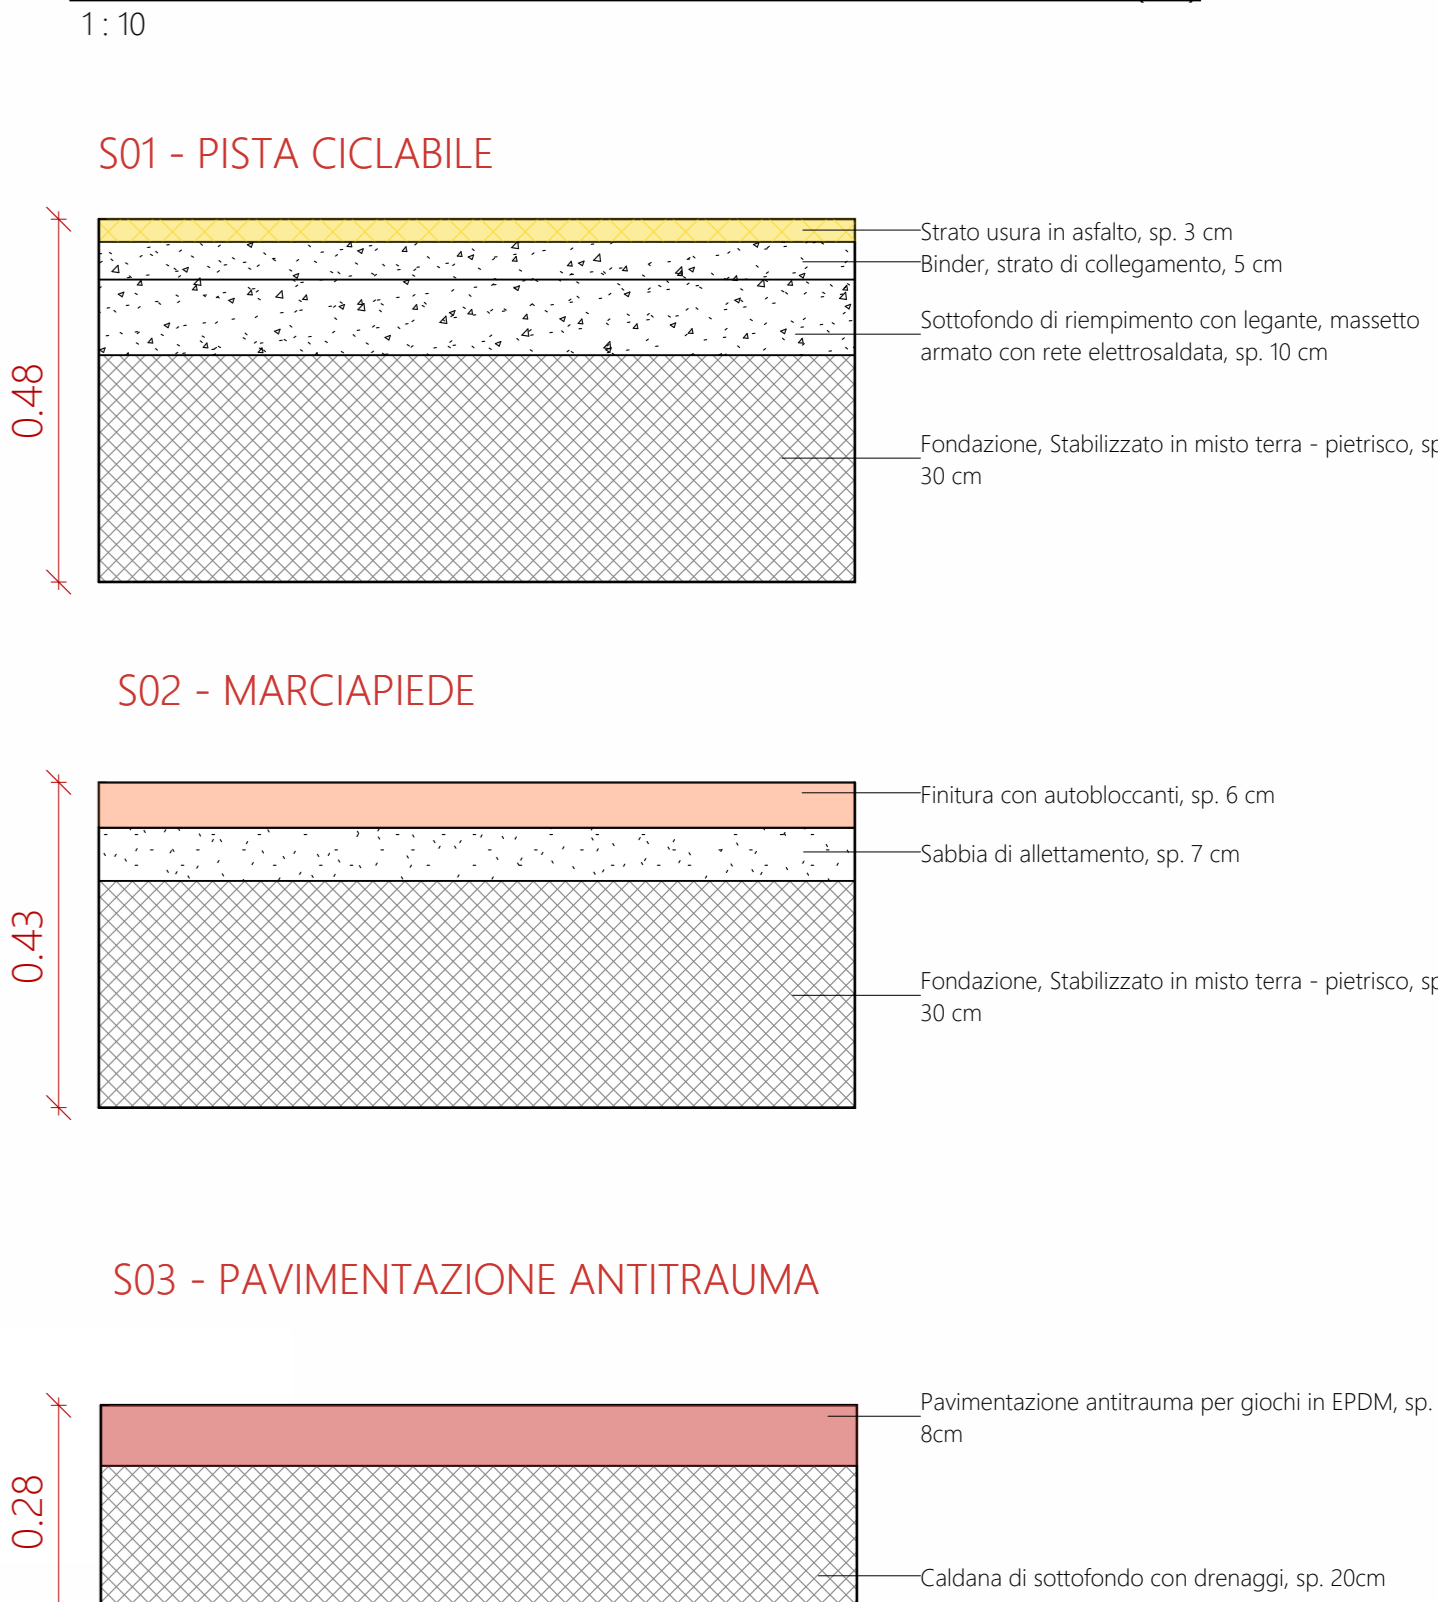 1 : 10
S01 - PISTA CICLABILE
0.48
Strato usura in asfalto, sp. 3 cm
Binder, strato di collegamento, 5 cm
Sottofondo di riempimento con legante, massetto
armato con rete elettrosaldata, sp. 10 cm
Fondazione, Stabilizzato in misto terra - pietrisco, sp
30 cm
S02 - MARCIAPIEDE
0.43
Finitura con autobloccanti, sp. 6 cm
Sabbia di allettamento, sp. 7 cm
Fondazione, Stabilizzato in misto terra - pietrisco, sp
30 cm
S03 - PAVIMENTAZIONE ANTITRAUMA
0.28
Pavimentazione antitrauma per giochi in EPDM, sp.
8cm
Caldana di sottofondo con drenaggi, sp. 20cm